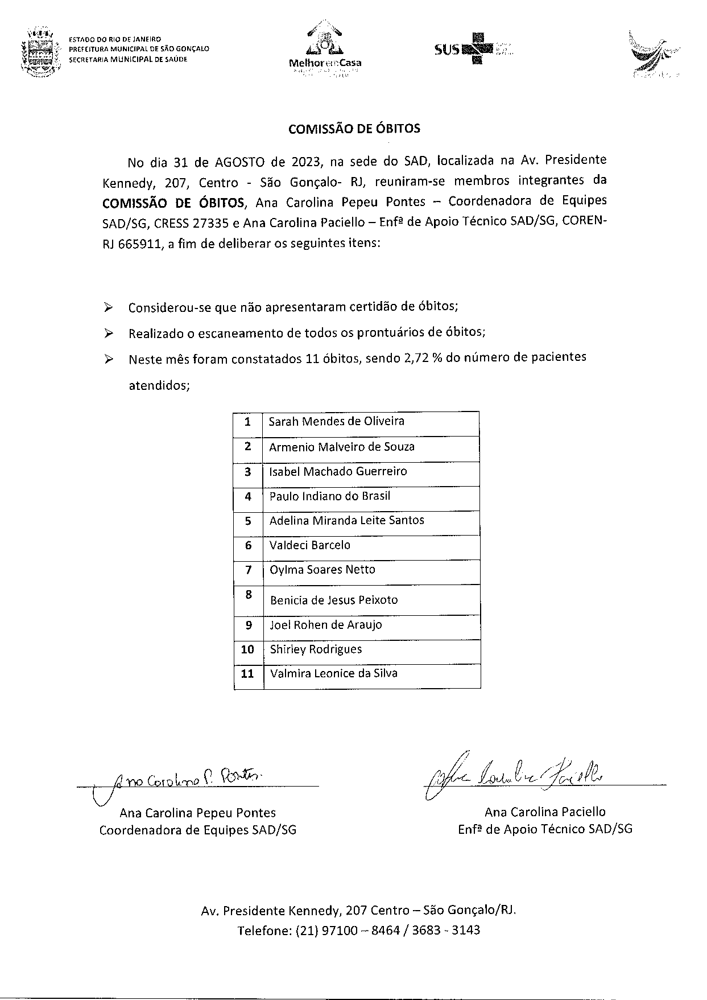 ESTADO DO RIO DE JANEIRO
PREFEITURA MUNICIPAL DE SÃO GONÇALO
SECRETARIA MUNICIPAL DE SAÚDE
Melhor em Casa
SUS
COMISSÃO DE ÓBITOS
No dia 31 de AGOSTO de 2023, na sede do SAD, localizada na Av. Presidente
Kennedy, 207, Centro - São Gonçalo- RJ, reuniram-se membros integrantes da
COMISSÃO DE ÓBITOS, Ana Carolina Pepeu Pontes – Coordenadora de Equipes
SAD/SG, CRESS 27335 e Ana Carolina Paciello – Enfª de Apoio Técnico SAD/SG, COREN-
RJ 665911, a fim de deliberar os seguintes itens:
➢ Considerou-se que não apresentaram certidão de óbitos;
➢ Realizado o escaneamento de todos os prontuários de óbitos;
➢ Neste mês foram constatados 11 óbitos, sendo 2,72 % do número de pacientes
atendidos;
1 Sarah Mendes de Oliveira
2 Armenio Malveiro de Souza
3 Isabel Machado Guerreiro
4 Paulo Indiano do Brasil
5 Adelina Miranda Leite Santos
6 Valdeci Barcelo
7 Oylma Soares Netto
8 Benicia de Jesus Peixoto
9 Joel Rohen de Araujo
10 Shirley Rodrigues
11 Valmira Leonice da Silva
Ana Carolina P. Pontes. Ana Carolina Paciello
Ana Carolina Pepeu Pontes Ana Carolina Paciello
Coordenadora de Equipes SAD/SG Enfª de Apoio Técnico SAD/SG
Av. Presidente Kennedy, 207 Centro – São Gonçalo/RJ.
Telefone: (21) 97100 – 8464 / 3683 - 3143